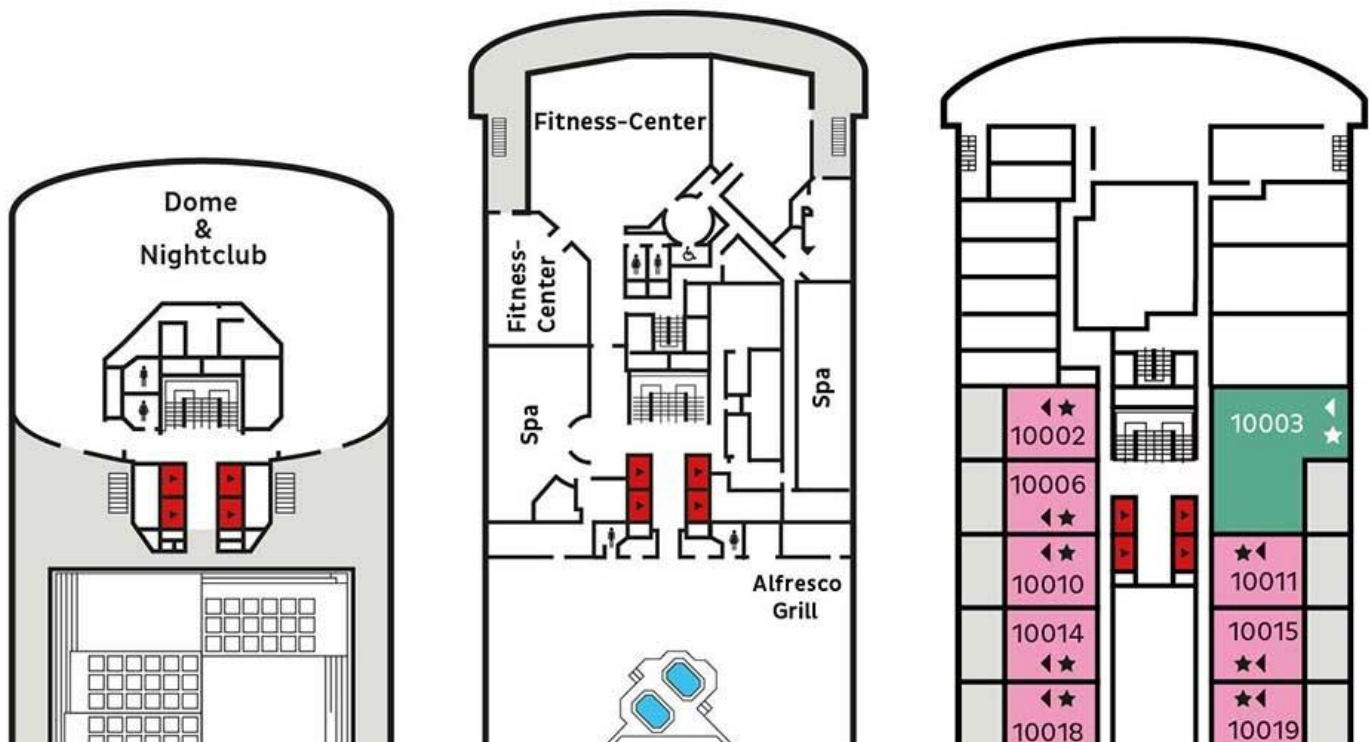 Dome
&
Nightclub
Fitness-Center
Fitness-
Center
Spa
Spa
Alfresco
Grill
10002
10006
10010
10014
10018
10003
10011
10015
10019